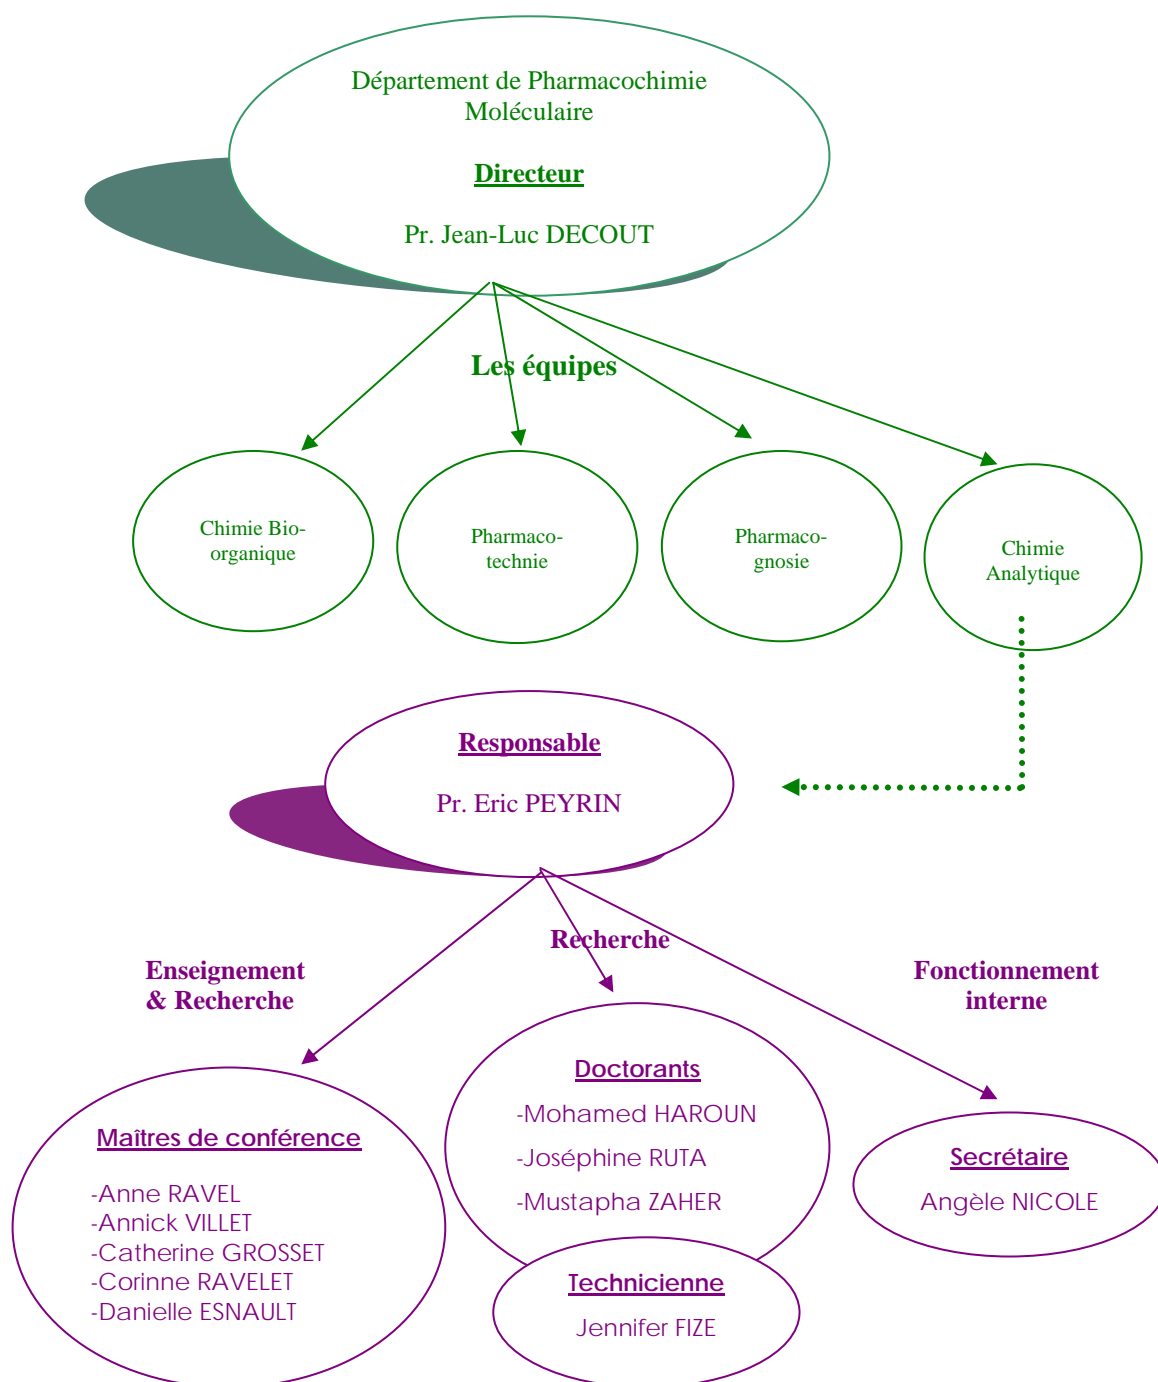 Département de Pharmacochimie
Moléculaire
Directeur
Pr. Jean-Luc DECOUT
Les équipes
Chimie Bio-
organique
Pharmaco-
technie
Pharmaco-
gnosie
Chimie
Analytique
Responsable
Pr. Eric PEYRIN
Enseignement
& Recherche
Recherche
Fonctionnement
interne
Maîtres de conférence
-Anne RAVEL
-Annick VILLET
-Catherine GROSSET
-Corinne RAVELET
-Danielle ESNAULT
Doctorants
-Mohamed HAROUN
-Joséphine RUTA
-Mustapha ZAHER
Technicienne
Jennifer FIZE
Secrétaire
Angèle NICOLE